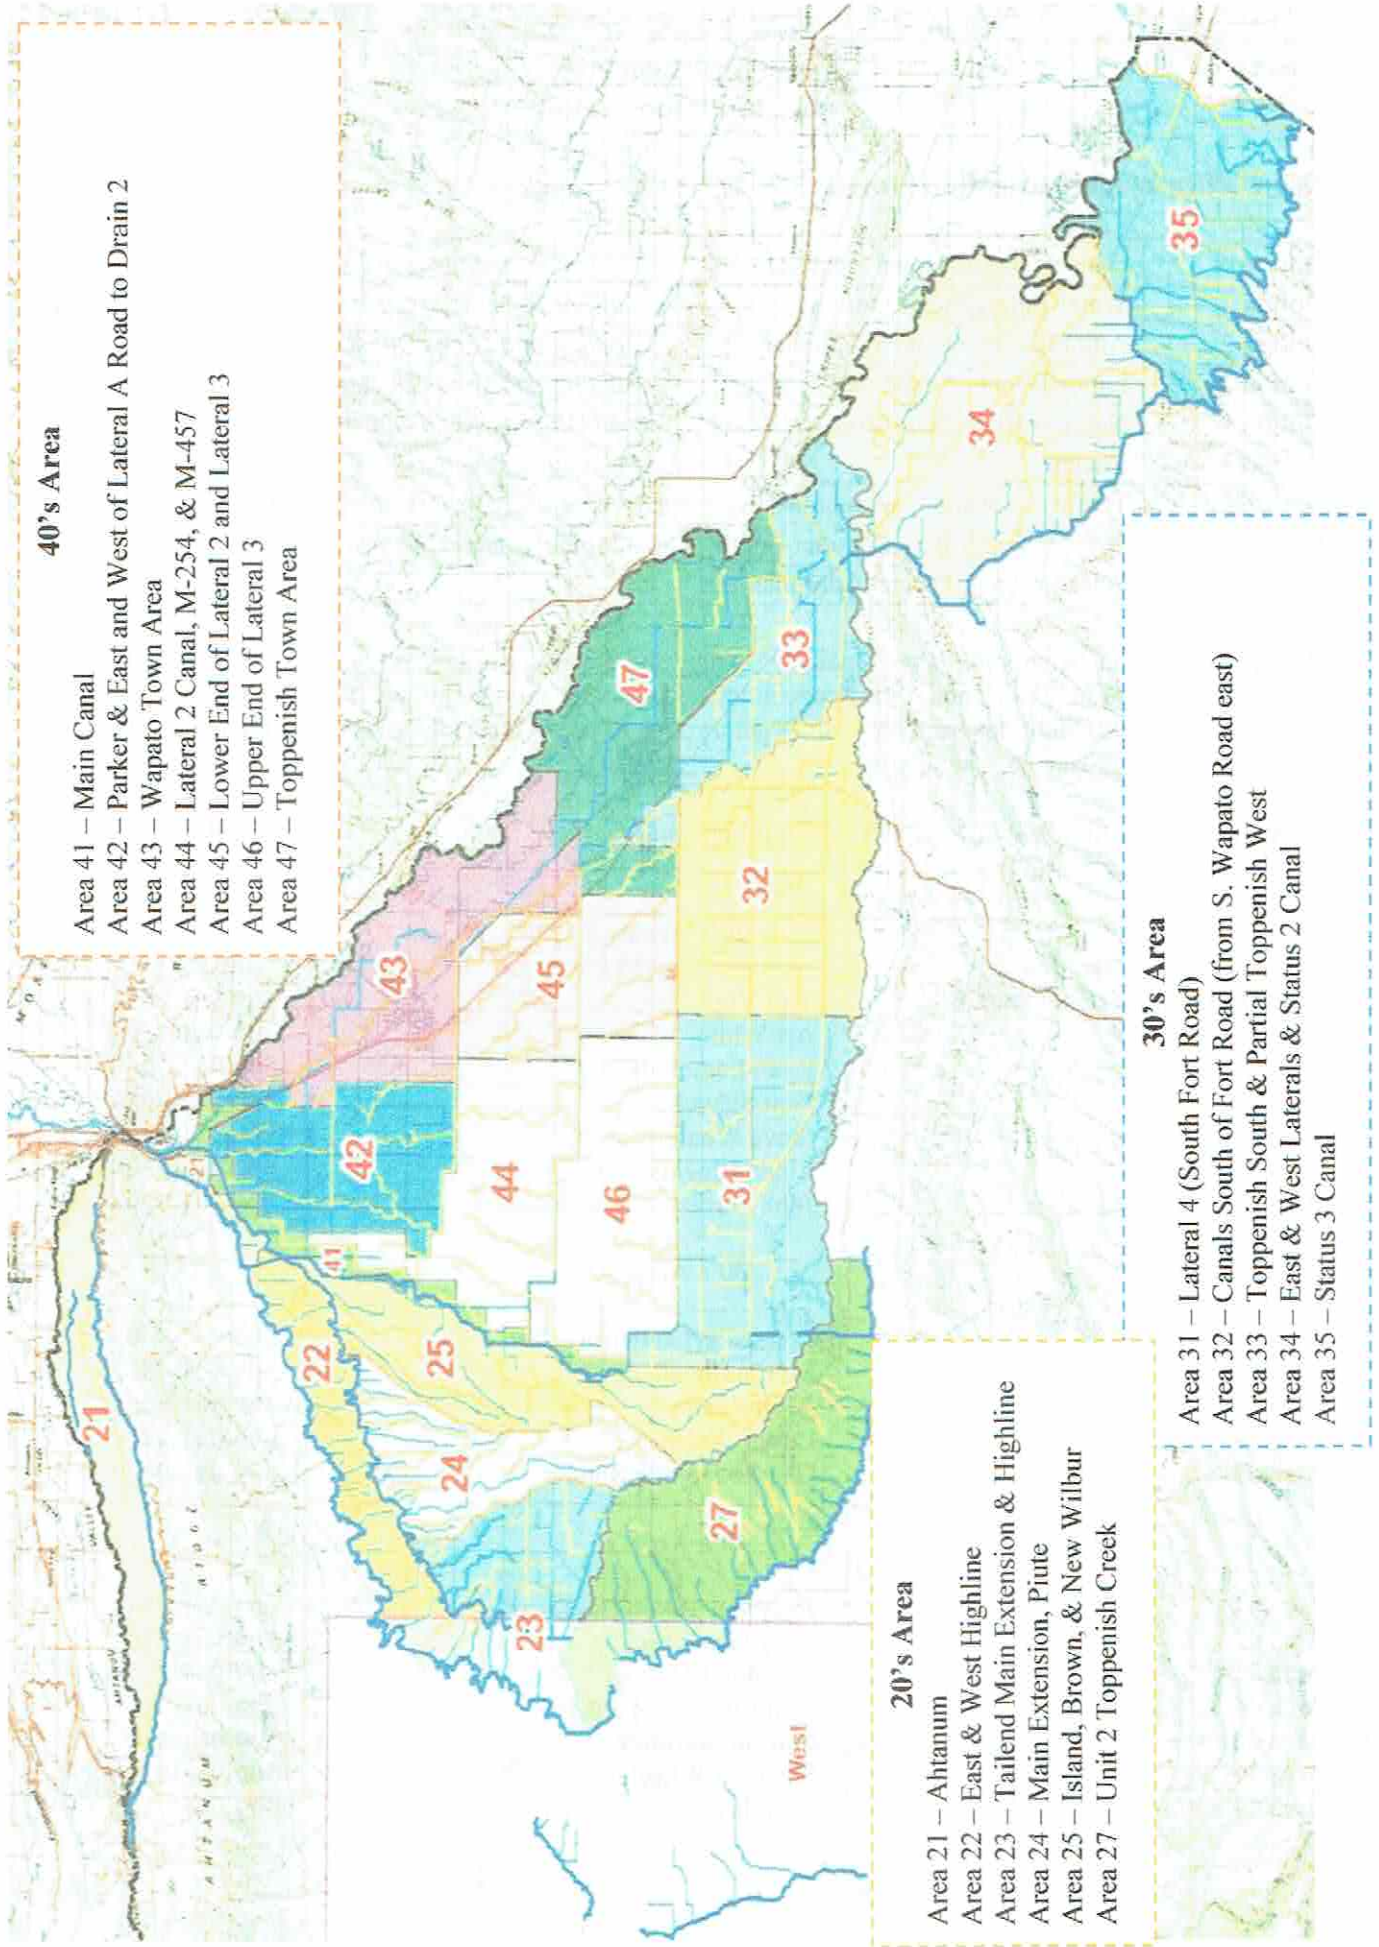 40's Area
Area 41 – Main Canal
Area 42 – Parker & East and West of Lateral A Road to Drain 2
Area 43 – Wapato Town Area
Area 44 – Lateral 2 Canal, M-254, & M-457
Area 45 – Lower End of Lateral 2 and Lateral 3
Area 46 – Upper End of Lateral 3
Area 47 – Toppenish Town Area
21
22
23
24
25
27
31
32
33
34
35
41
42
43
44
45
46
47
21
VALLEY
AHTANUM
AHTANUM
RIDGE
West
20's Area
Area 21 – Ahtanum
Area 22 – East & West Highline
Area 23 – Tailend Main Extension & Highline
Area 24 – Main Extension, Piute
Area 25 – Island, Brown, & New Wilbur
Area 27 – Unit 2 Toppenish Creek
30's Area
Area 31 – Lateral 4 (South Fort Road)
Area 32 – Canals South of Fort Road (from S. Wapato Road east)
Area 33 – Toppenish South & Partial Toppenish West
Area 34 – East & West Laterals & Status 2 Canal
Area 35 – Status 3 Canal